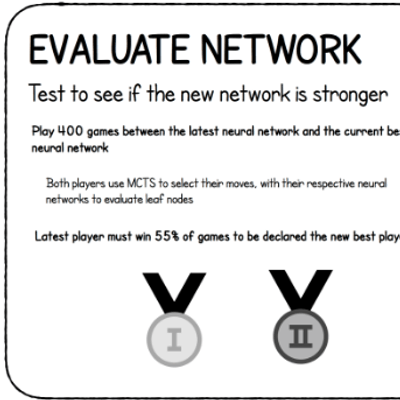 EVALUATE NETWORK
Test to see if the new network is stronger
Play 400 games between the latest neural network and the current be
neural network
Both players use MCTS to select their moves, with their respective neural
networks to evaluate leaf nodes
Latest player must win 55% of games to be declared the new best play
I II